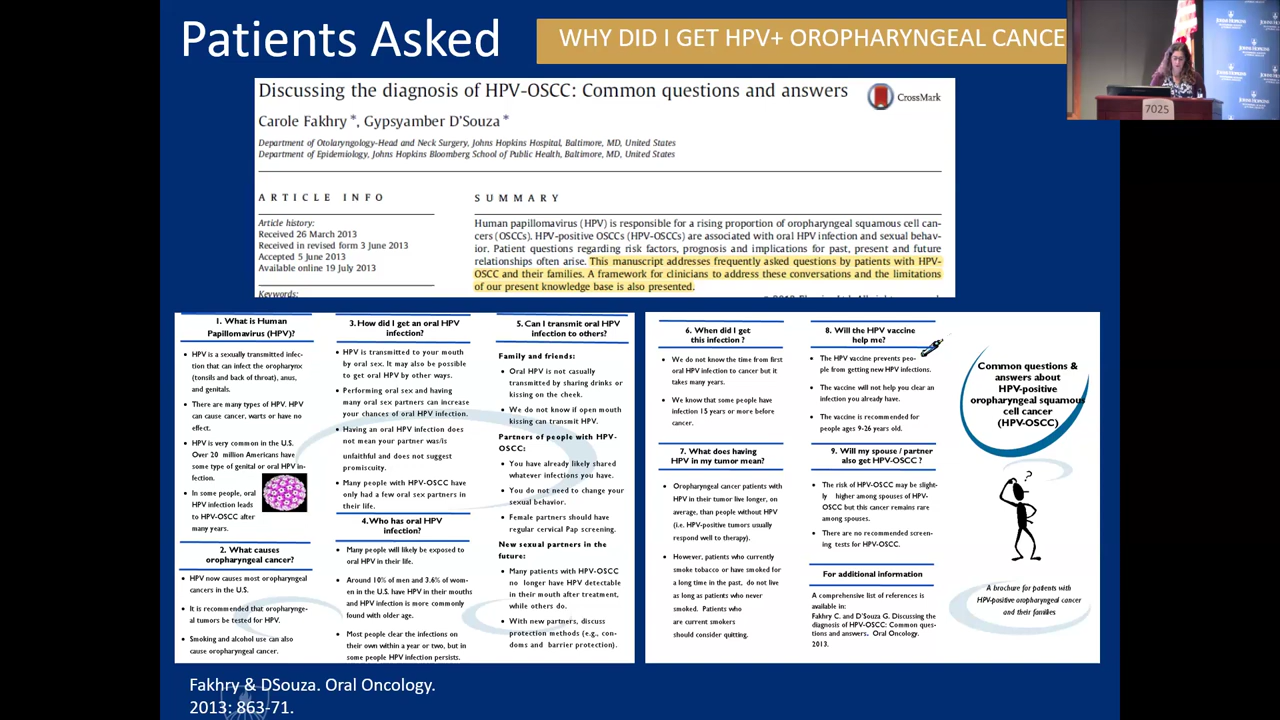 Patients Asked
WHY DID I GET HPV+ OROPHARYNGEAL CANCE
7025
Discussing the diagnosis of HPV-OSCC: Common questions and answers
CrossMark
Carole Fakhry *, Gypsyamber D'Souza *
Department of Otolaryngology-Head and Neck Surgery, Johns Hopkins Hospital, Baltimore, MD, United States
Department of Epidemiology, Johns Hopkins Bloomberg School of Public Health, Baltimore, MD, United States
ARTICLE INFO
Article history:
Received 26 March 2013
Received in revised form 3 June 2013
Accepted 5 June 2013
Available online 19 July 2013
Keywords:
SUMMARY
Human papillomavirus (HPV) is responsible for a rising proportion of oropharyngeal squamous cell can-
cers (OSCCs). HPV-positive OSCCs (HPV-OSCCs) are associated with oral HPV infection and sexual behav-
ior. Patient questions regarding risk factors, prognosis and implications for past, present and future
relationships often arise. This manuscript addresses frequently asked questions by patients with HPV-
OSCC and their families. A framework for clinicians to address these conversations and the limitations
of our present knowledge base is also presented.
1. What is Human
Papillomavirus (HPV)?
• HPV is a sexually transmitted infec-
tion that can infect the oropharynx
(tonsils and back of throat), anus,
and genitals.
• There are many types of HPV. HPV
can cause cancer, warts or have no
effect.
• HPV is very common in the U.S.
Over 20 million Americans have
some type of genital or oral HPV in-
fection.
• In some people, oral
HPV infection leads
to HPV-OSCC after
many years.
2. What causes
oropharyngeal cancer?
• HPV now causes most oropharyngeal
cancers in the U.S.
• It is recommended that oropharynge-
al tumors be tested for HPV.
• Smoking and alcohol use can also
cause oropharyngeal cancer.
3. How did I get an oral HPV
infection?
• HPV is transmitted to your mouth
by oral sex. It may also be possible
to get oral HPV by other ways.
• Performing oral sex and having
many oral sex partners can increase
your chances of oral HPV infection.
• Having an oral HPV infection does
not mean your partner was/is
unfaithful and does not suggest
promiscuity.
• Many people with HPV-OSCC have
only had a few oral sex partners in
their life.
4. Who has oral HPV
infection?
• Many people will likely be exposed to
oral HPV in their life.
• Around 10% of men and 3.6% of wom-
en in the U.S. have HPV in their mouths
and HPV infection is more commonly
found with older age.
• Most people clear the infections on
their own within a year or two, but in
some people HPV infection persists.
5. Can I transmit oral HPV
infection to others?
Family and friends:
• Oral HPV is not casually
transmitted by sharing drinks or
kissing on the cheek.
• We do not know if open mouth
kissing can transmit HPV.
Partners of people with HPV-
OSCC:
• You have already likely shared
whatever infections you have.
• You do not need to change your
sexual behavior.
• Female partners should have
regular cervical Pap screening.
New sexual partners in the
future:
• Many patients with HPV-OSCC
no longer have HPV detectable
in their mouth after treatment,
while others do.
• With new partners, discuss
protection methods (e.g., con-
doms and barrier protection).
6. When did I get
this infection ?
• We do not know the time from first
oral HPV infection to cancer but it
takes many years.
• We know that some people have
infection 15 years or more before
cancer.
7. What does having
HPV in my tumor mean?
• Oropharyngeal cancer patients with
HPV in their tumor live longer, on
average, than people without HPV
(i.e. HPV-positive tumors usually
respond well to therapy).
• However, patients who currently
smoke tobacco or have smoked for
a long time in the past, do not live
as long as patients who never
smoked. Patients who
are current smokers
should consider quitting.
8. Will the HPV vaccine
help me?
• The HPV vaccine prevents peo-
ple from getting new HPV infections.
• The vaccine will not help you clear an
infection you already have.
• The vaccine is recommended for
people ages 9-26 years old.
9. Will my spouse / partner
also get HPV-OSCC ?
• The risk of HPV-OSCC may be slight-
ly higher among spouses of HPV-
OSCC but this cancer remains rare
among spouses.
• There are no recommended screen-
ing tests for HPV-OSCC.
For additional information
A comprehensive list of references is
available in:
Fakhry C. and D'Souza G. Discussing the
diagnosis of HPV-OSCC: Common ques-
tions and answers. Oral Oncology.
2013.
Common questions &
answers about
HPV-positive
oropharyngeal squamous
cell cancer
(HPV-OSCC)
?
A brochure for patients with
HPV-positive oropharyngeal cancer
and their families
Fakhry & DSouza. Oral Oncology.
2013: 863-71.